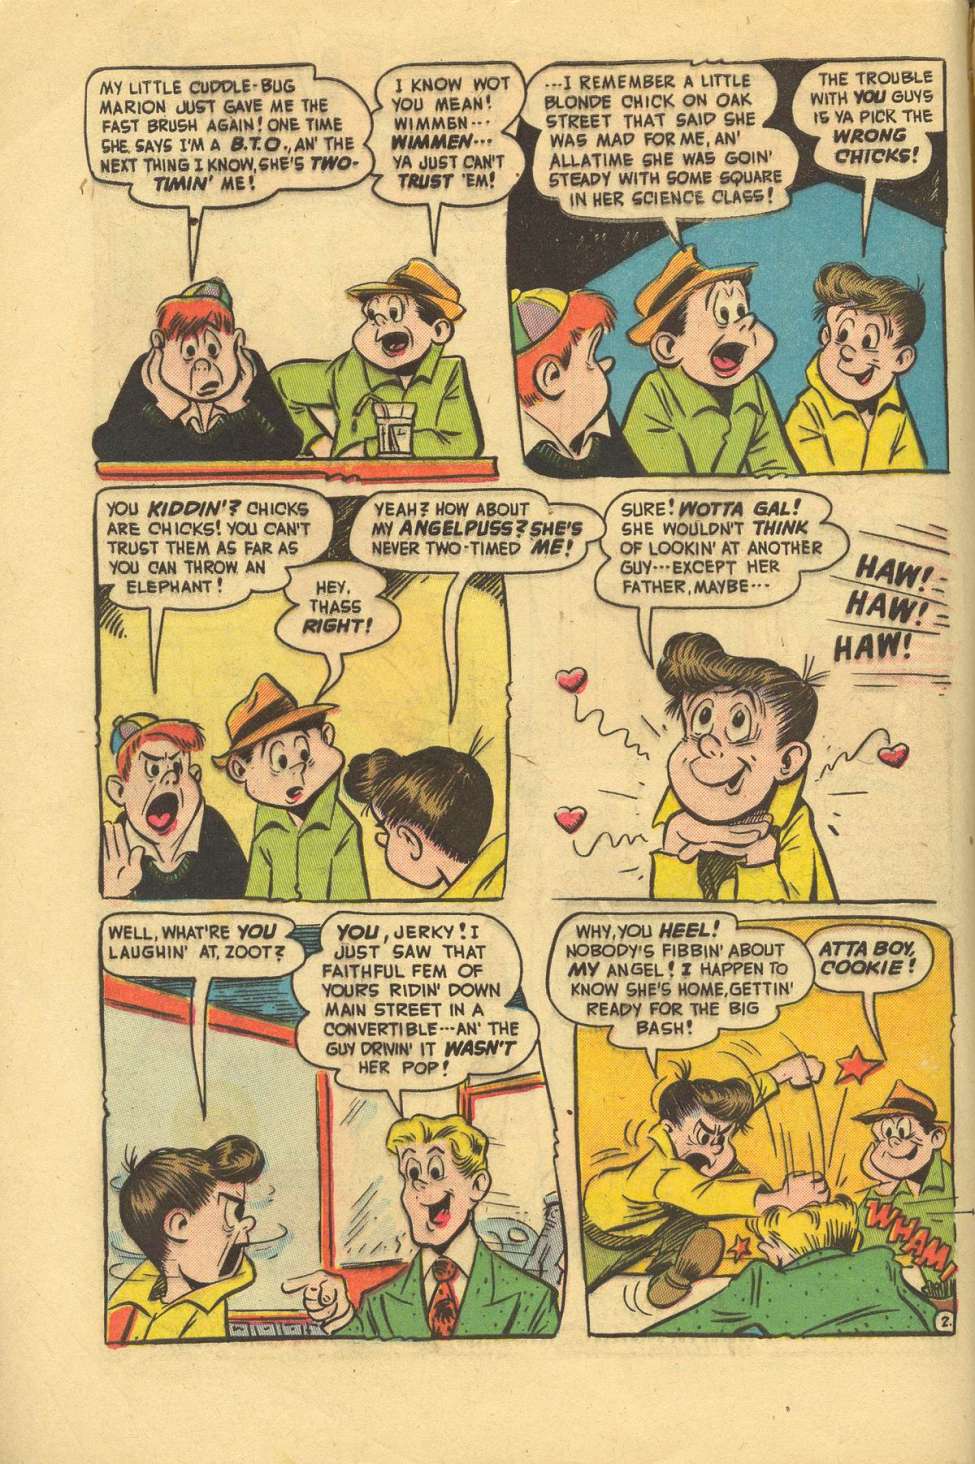 MY LITTLE CUDDLE-BUG
MARION JUST GAVE ME THE
FAST BRUSH AGAIN! ONE TIME
SHE SAYS I'M A B.T.O., AN' THE
NEXT THING I KNOW, SHE'S TWO-
TIMIN' ME!
I KNOW WOT
YOU MEAN!
WIMMEN---
WIMMEN---
YA JUST CAN'T
TRUST 'EM!
---I REMEMBER A LITTLE
BLONDE CHICK ON OAK
STREET THAT SAID SHE
WAS MAD FOR ME, AN'
ALLATIME SHE WAS GOIN'
STEADY WITH SOME SQUARE
IN HER SCIENCE CLASS!
THE TROUBLE
WITH YOU GUYS
IS YA PICK THE
WRONG
CHICKS!
YOU KIDDIN'? CHICKS
ARE CHICKS! YOU CAN'T
TRUST THEM AS FAR AS
YOU CAN THROW AN
ELEPHANT!
HEY,
THASS
RIGHT!
YEAH? HOW ABOUT
MY ANGELPUSS? SHE'S
NEVER TWO-TIMED ME!
SURE! WOTTA GAL!
SHE WOULDN'T THINK
OF LOOKIN' AT ANOTHER
GUY---EXCEPT HER
FATHER, MAYBE---
HAW!
HAW!
HAW!
WELL, WHAT'RE YOU
LAUGHIN' AT, ZOOT?
YOU, JERKY! I
JUST SAW THAT
FAITHFUL FEM OF
YOURS RIDIN' DOWN
MAIN STREET IN A
CONVERTIBLE---AN' THE
GUY DRIVIN' IT WASN'T
HER POP!
WHY, YOU HEEL!
NOBODY'S FIBBIN' ABOUT
MY ANGEL! I HAPPEN TO
KNOW SHE'S HOME, GETTIN'
READY FOR THE BIG
BASH!
ATTA BOY,
COOKIE!
WHAM!
2.